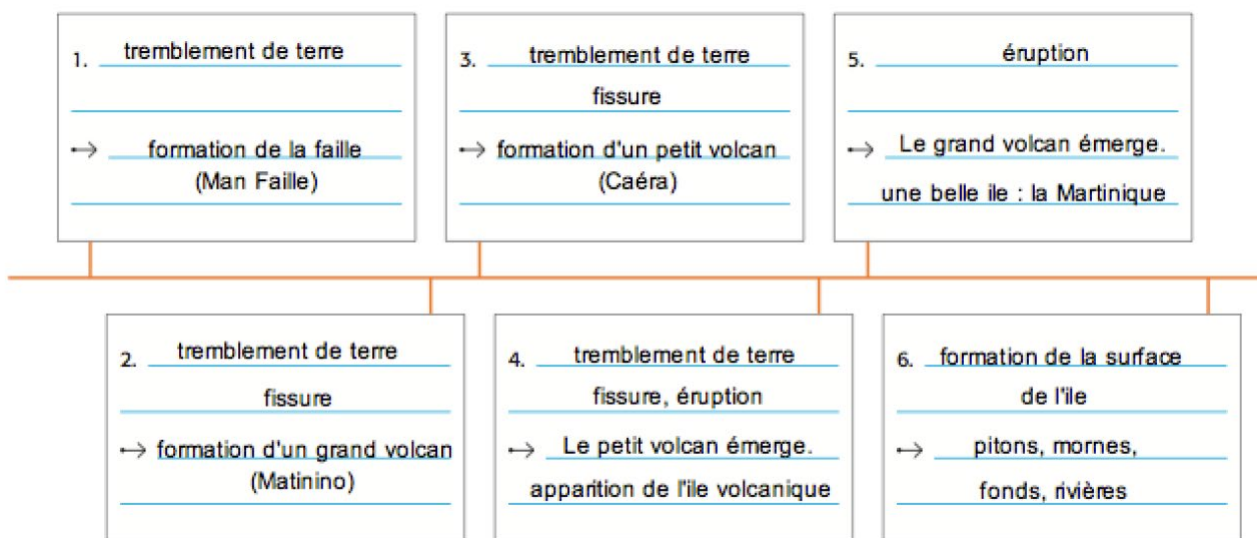 1. tremblement de terre
→ formation de la faille
(Man Faille)
2. tremblement de terre
fissure
→ formation d'un grand volcan
(Matinino)
3. tremblement de terre
fissure
→ formation d'un petit volcan
(Caéra)
4. tremblement de terre
fissure, éruption
→ Le petit volcan émerge.
apparition de l'ile volcanique
5. éruption
→ Le grand volcan émerge.
une belle ile : la Martinique
6. formation de la surface
de l'ile
→ pitons, mornes,
fonds, rivières